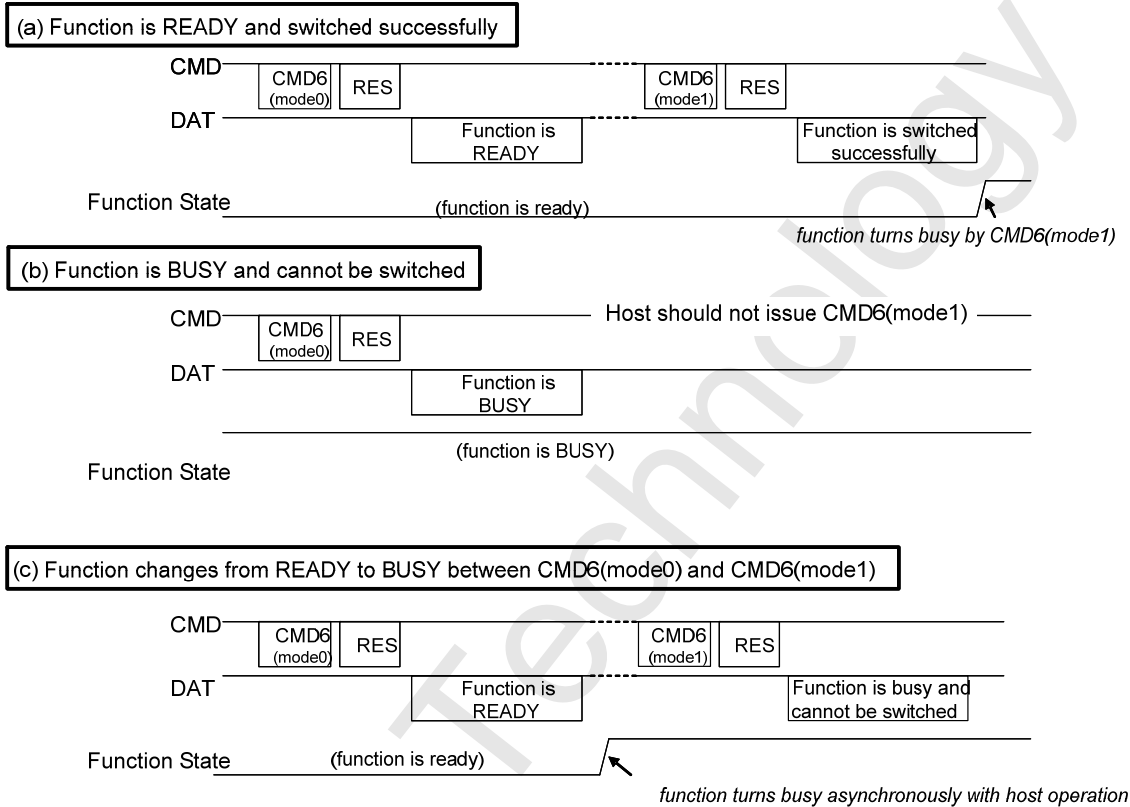 (a) Function is READY and switched successfully
CMD
CMD6
(mode0)
RES
CMD6
(mode1)
RES
DAT
Function is
READY
Function is switched
successfully
Function State
(function is ready)
function turns busy by CMD6(mode1)
(b) Function is BUSY and cannot be switched
CMD
CMD6
(mode0)
RES
Host should not issue CMD6(mode1)
DAT
Function is
BUSY
(function is BUSY)
Function State
(c) Function changes from READY to BUSY between CMD6(mode0) and CMD6(mode1)
CMD
CMD6
(mode0)
RES
CMD6
(mode1)
RES
DAT
Function is
READY
Function is busy and
cannot be switched
Function State
(function is ready)
function turns busy asynchronously with host operation
Technology